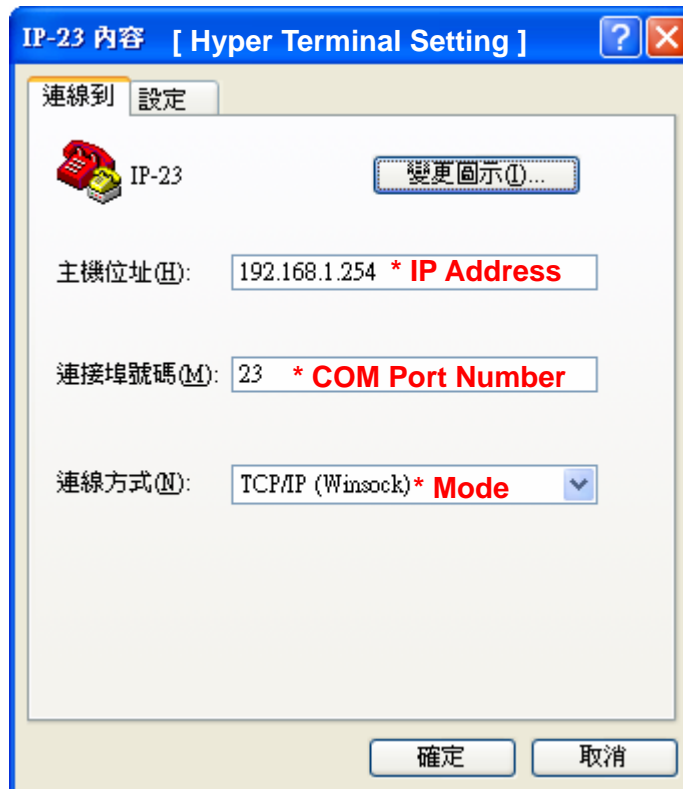 IP-23 內容 [ Hyper Terminal Setting ]
連線到 設定
IP-23 變更圖示(I)...
主機位址(H): 192.168.1.254 * IP Address
連接埠號碼(M): 23 * COM Port Number
連線方式(N): TCP/IP (Winsock)* Mode
確定 取消